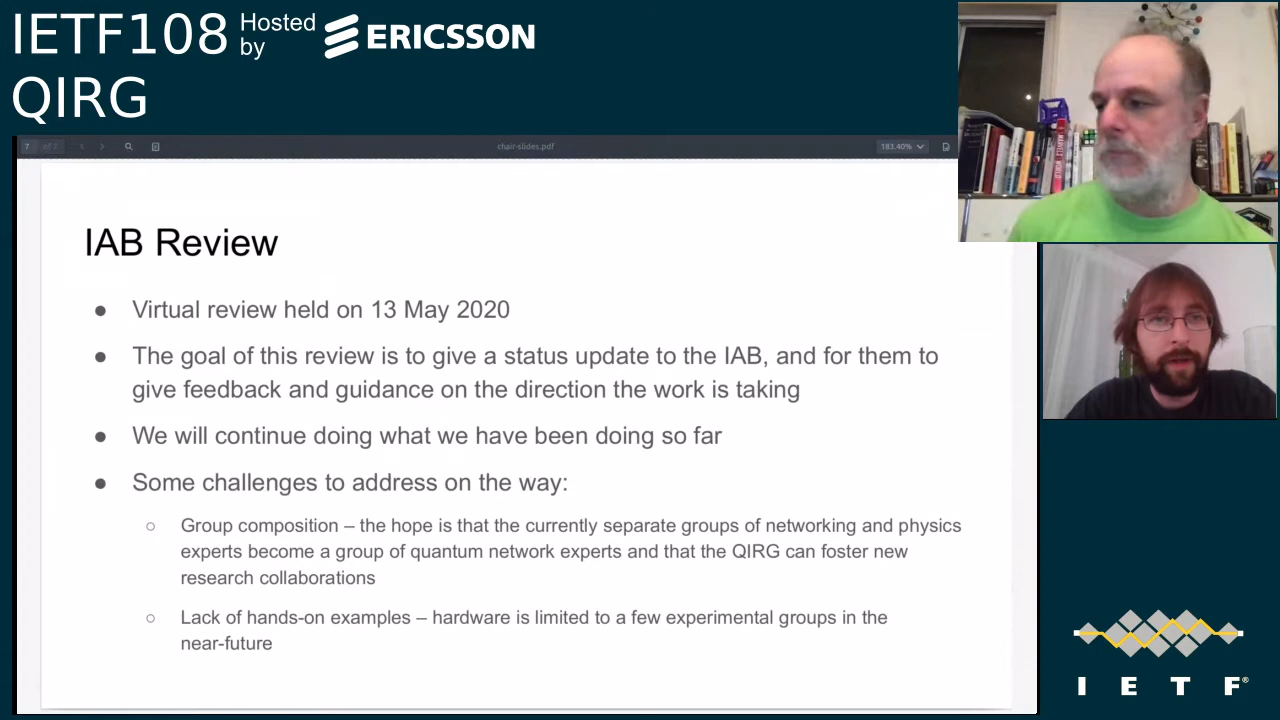 IETF108 Hosted by ERICSSON
QIRG
7 of 7
chair-slides.pdf
183.40%
IAB Review
● Virtual review held on 13 May 2020
● The goal of this review is to give a status update to the IAB, and for them to
give feedback and guidance on the direction the work is taking
● We will continue doing what we have been doing so far
● Some challenges to address on the way:
○ Group composition – the hope is that the currently separate groups of networking and physics
experts become a group of quantum network experts and that the QIRG can foster new
research collaborations
○ Lack of hands-on examples – hardware is limited to a few experimental groups in the
near-future
I E T F®